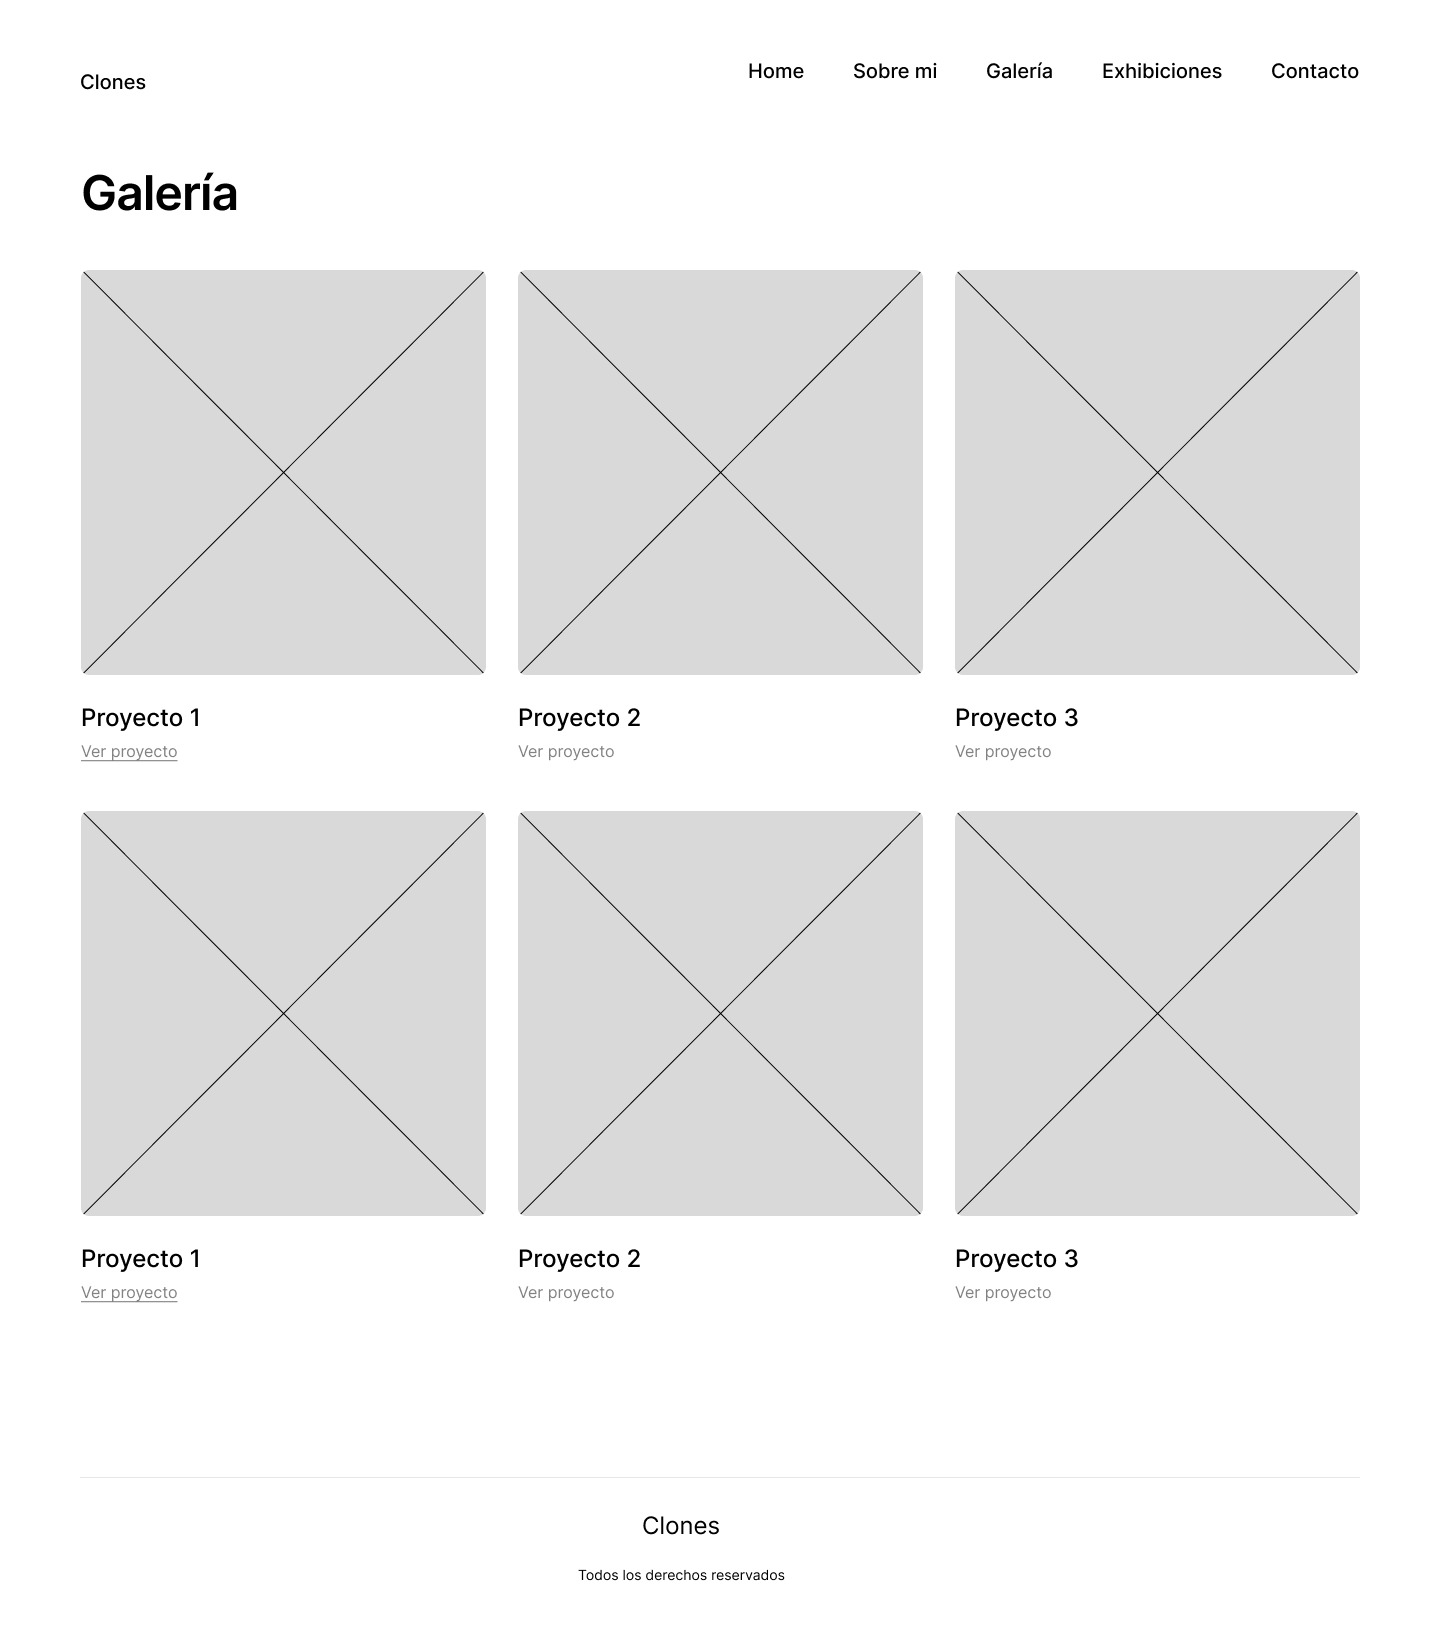 Clones
Home Sobre mi Galería Exhibiciones Contacto
Galería
Proyecto 1
Ver proyecto
Proyecto 2
Ver proyecto
Proyecto 3
Ver proyecto
Proyecto 1
Ver proyecto
Proyecto 2
Ver proyecto
Proyecto 3
Ver proyecto
Clones
Todos los derechos reservados